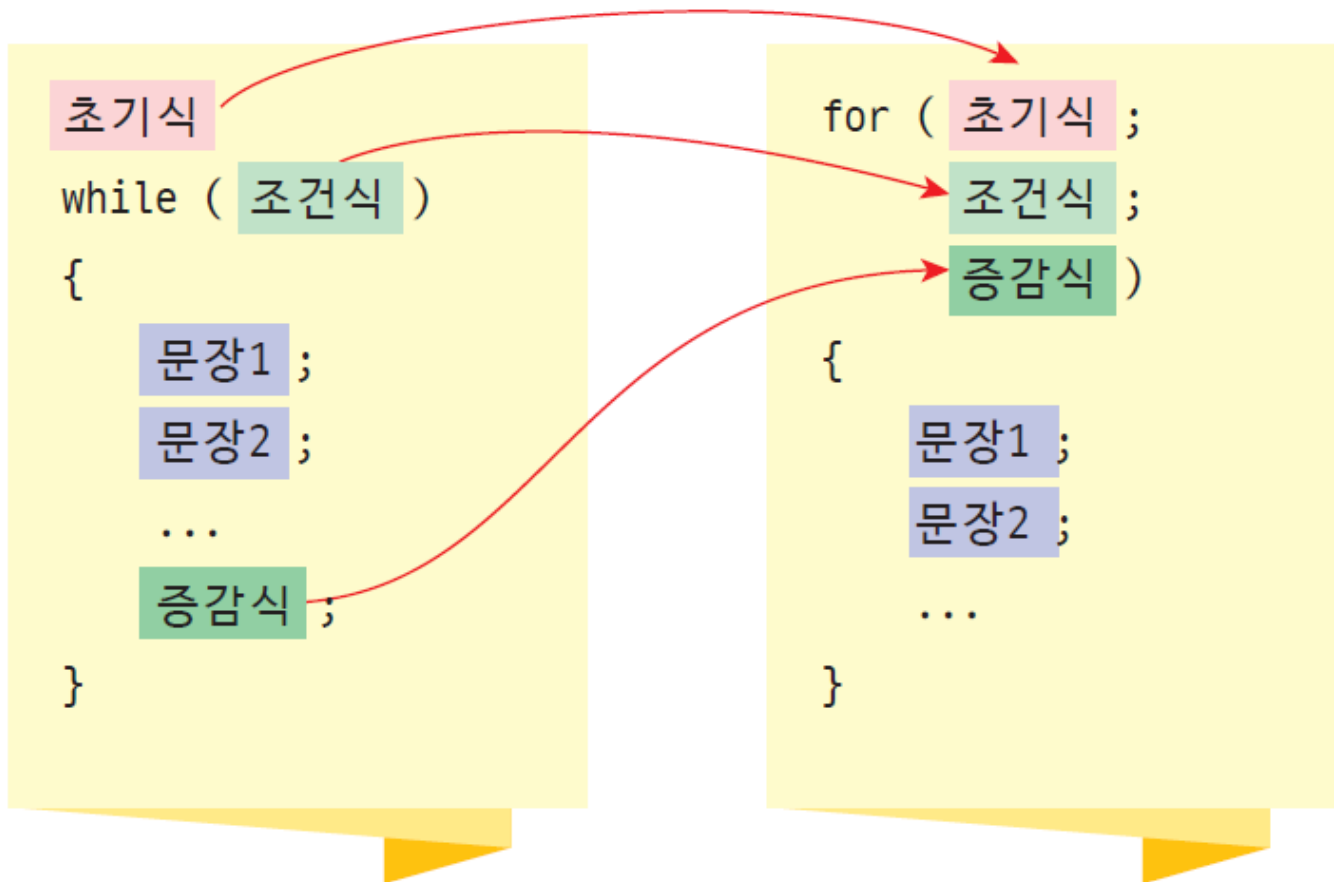 초기식
while ( 조건식 )
{
문장1 ;
문장2 ;
...
증감식 ;
}
for ( 초기식 ;
조건식 ;
증감식 )
{
문장1 ;
문장2 ;
...
}